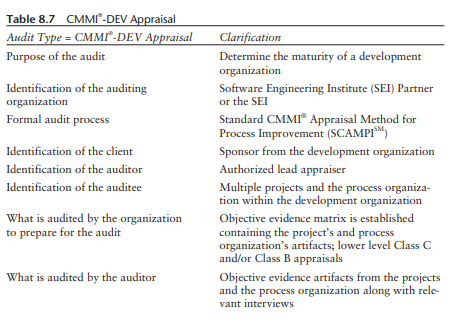 Table 8.7 CMMI®-DEV Appraisal
Audit Type = CMMI®-DEV Appraisal Clarification
Purpose of the audit Determine the maturity of a development
organization
Identification of the auditing Software Engineering Institute (SEI) Partner
organization or the SEI
Formal audit process Standard CMMI® Appraisal Method for
Process Improvement (SCAMPI℠)
Identification of the client Sponsor from the development organization
Identification of the auditor Authorized lead appraiser
Identification of the auditee Multiple projects and the process organiza-
tion within the development organization
What is audited by the organization Objective evidence matrix is established
to prepare for the audit containing the project's and process
organization's artifacts; lower level Class C
and/or Class B appraisals
What is audited by the auditor Objective evidence artifacts from the projects
and the process organization along with rele-
vant interviews